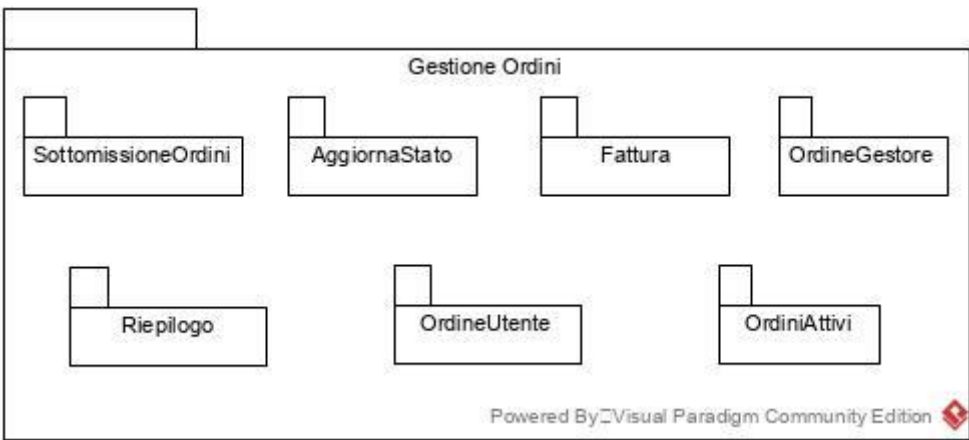 Gestione Ordini
SottomissioneOrdini
AggiornaStato
Fattura
OrdineGestore
Riepilogo
OrdineUtente
OrdiniAttivi
Powered By□Visual Paradigm Community Edition